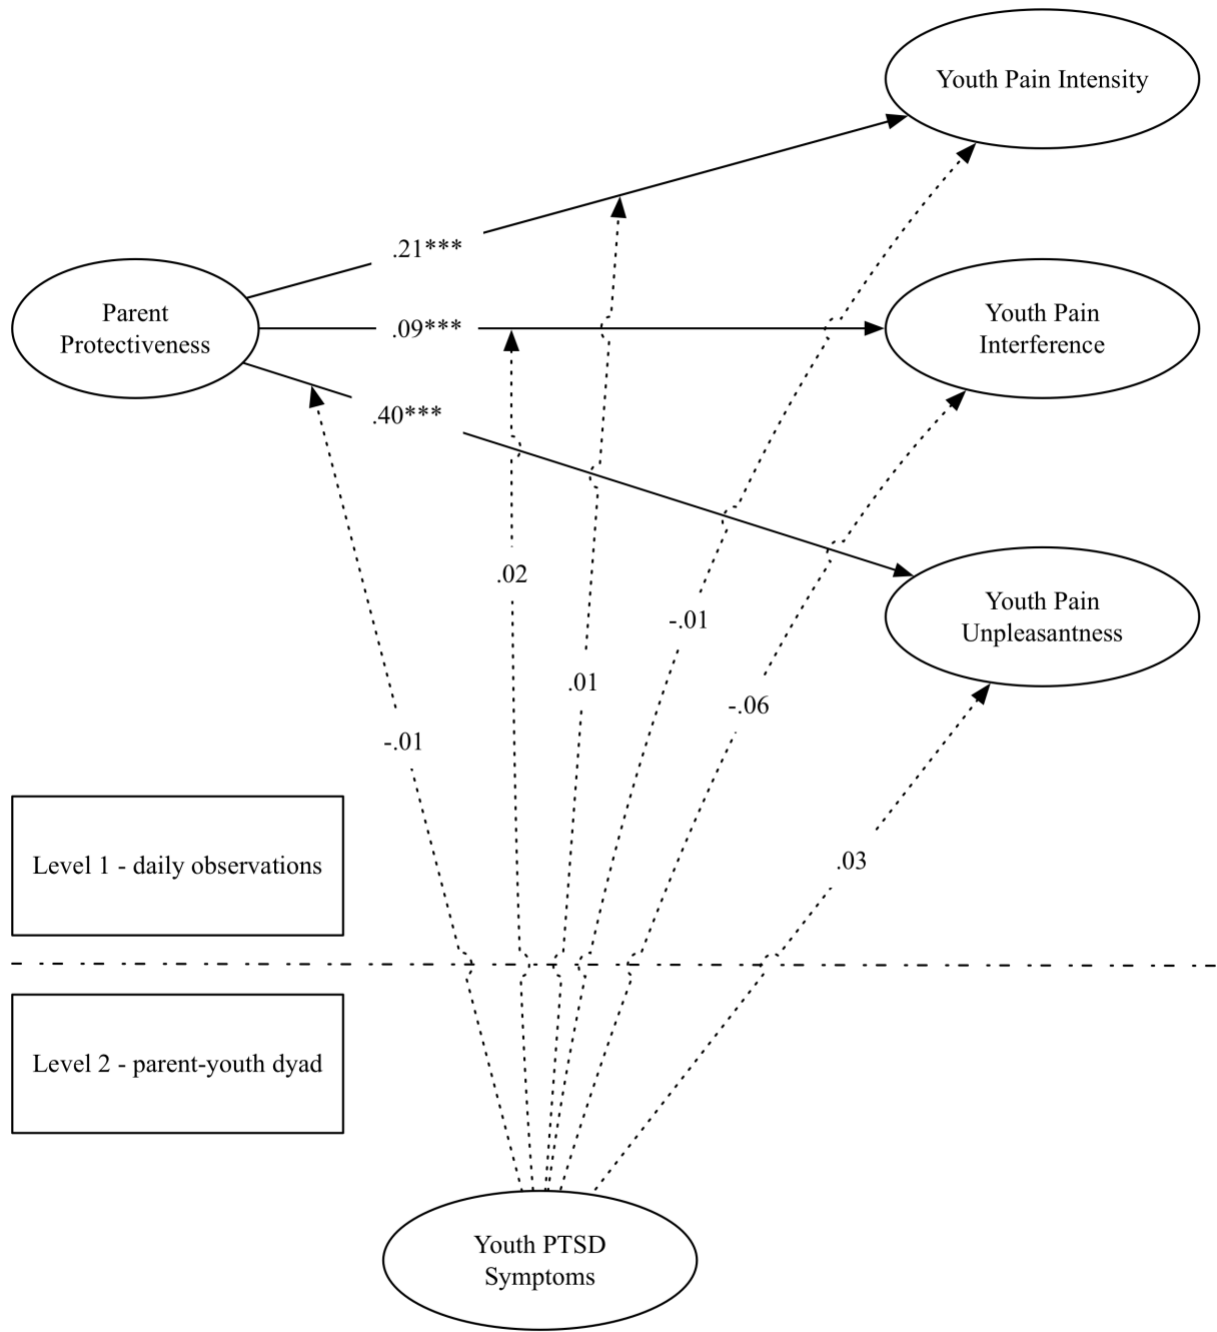 Youth Pain Intensity
.21***
Parent
Protectiveness
.09***
Youth Pain
Interference
.40***
.02
-.01
Youth Pain
Unpleasantness
.01
-.06
-.01
.03
Level 1 - daily observations
Level 2 - parent-youth dyad
Youth PTSD
Symptoms